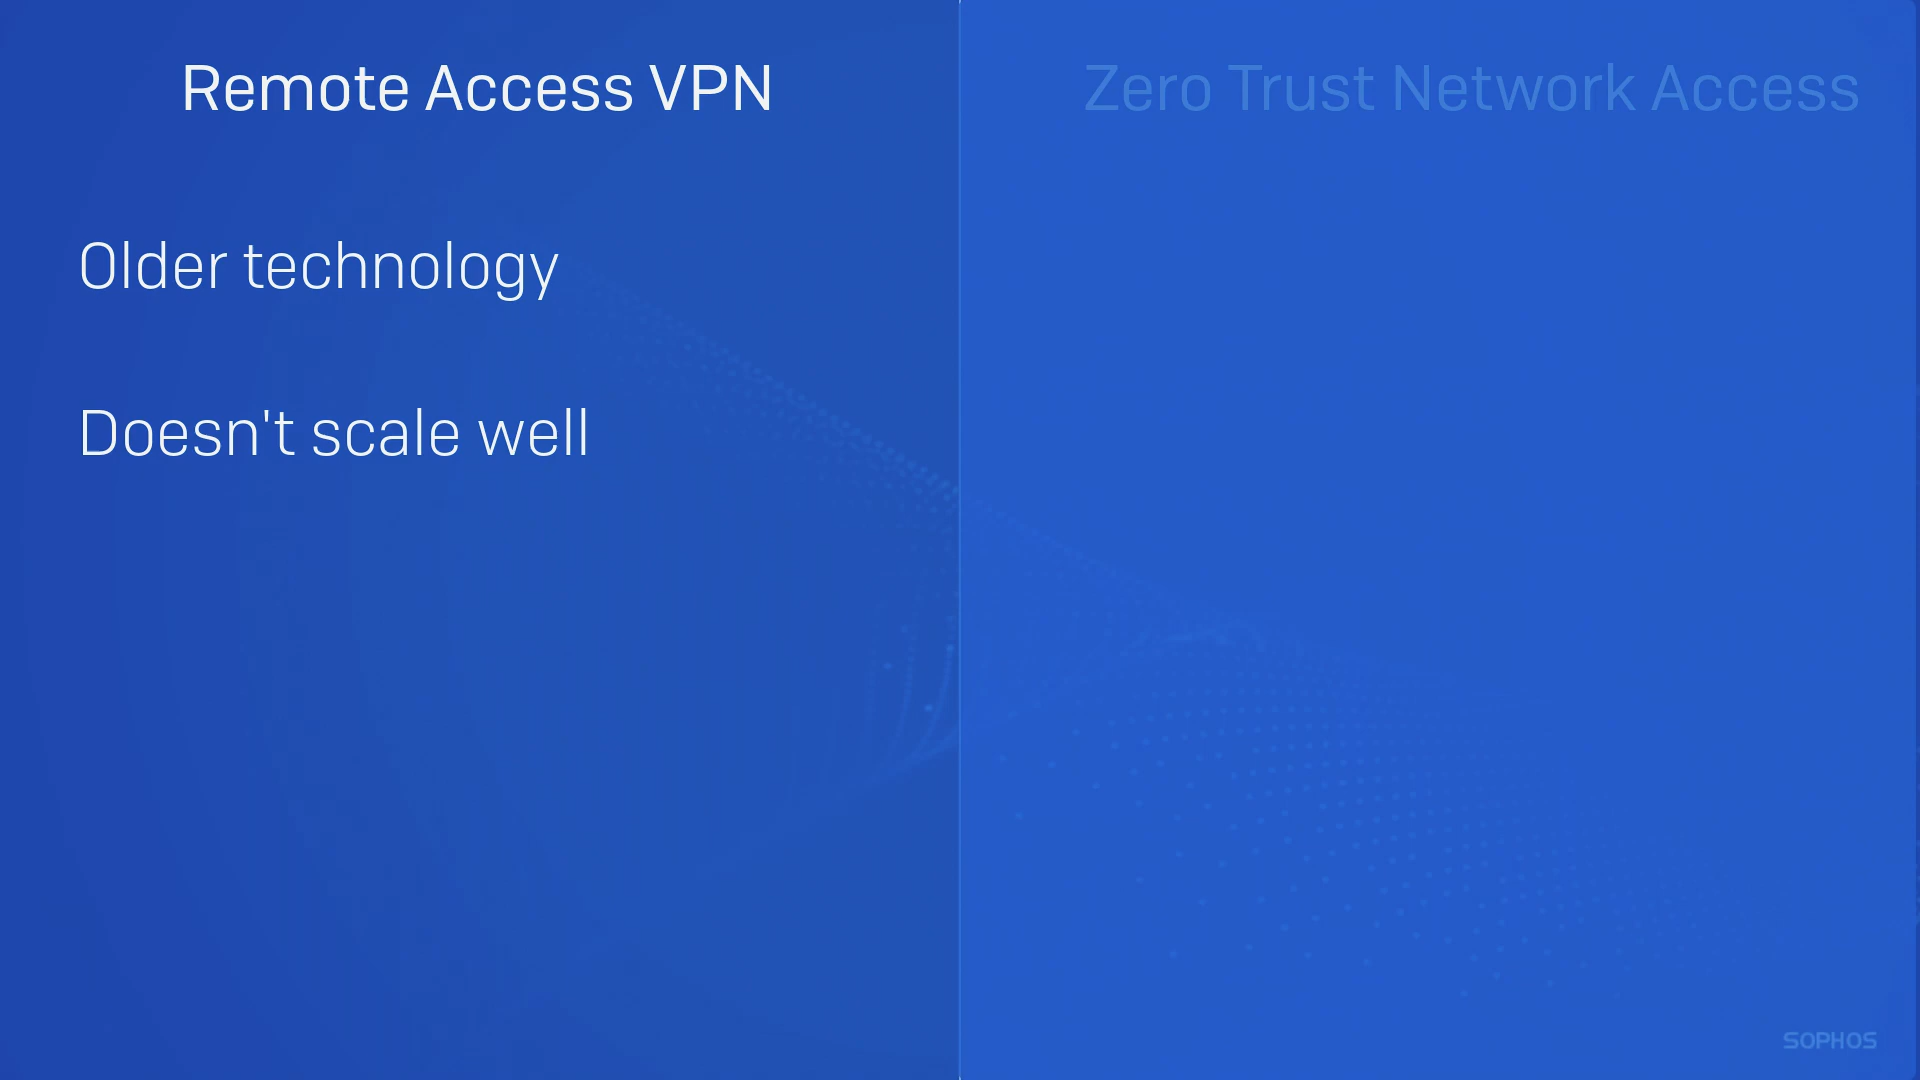 Remote Access VPN
Zero Trust Network Access
Older technology
Doesn't scale well
SOPHOS